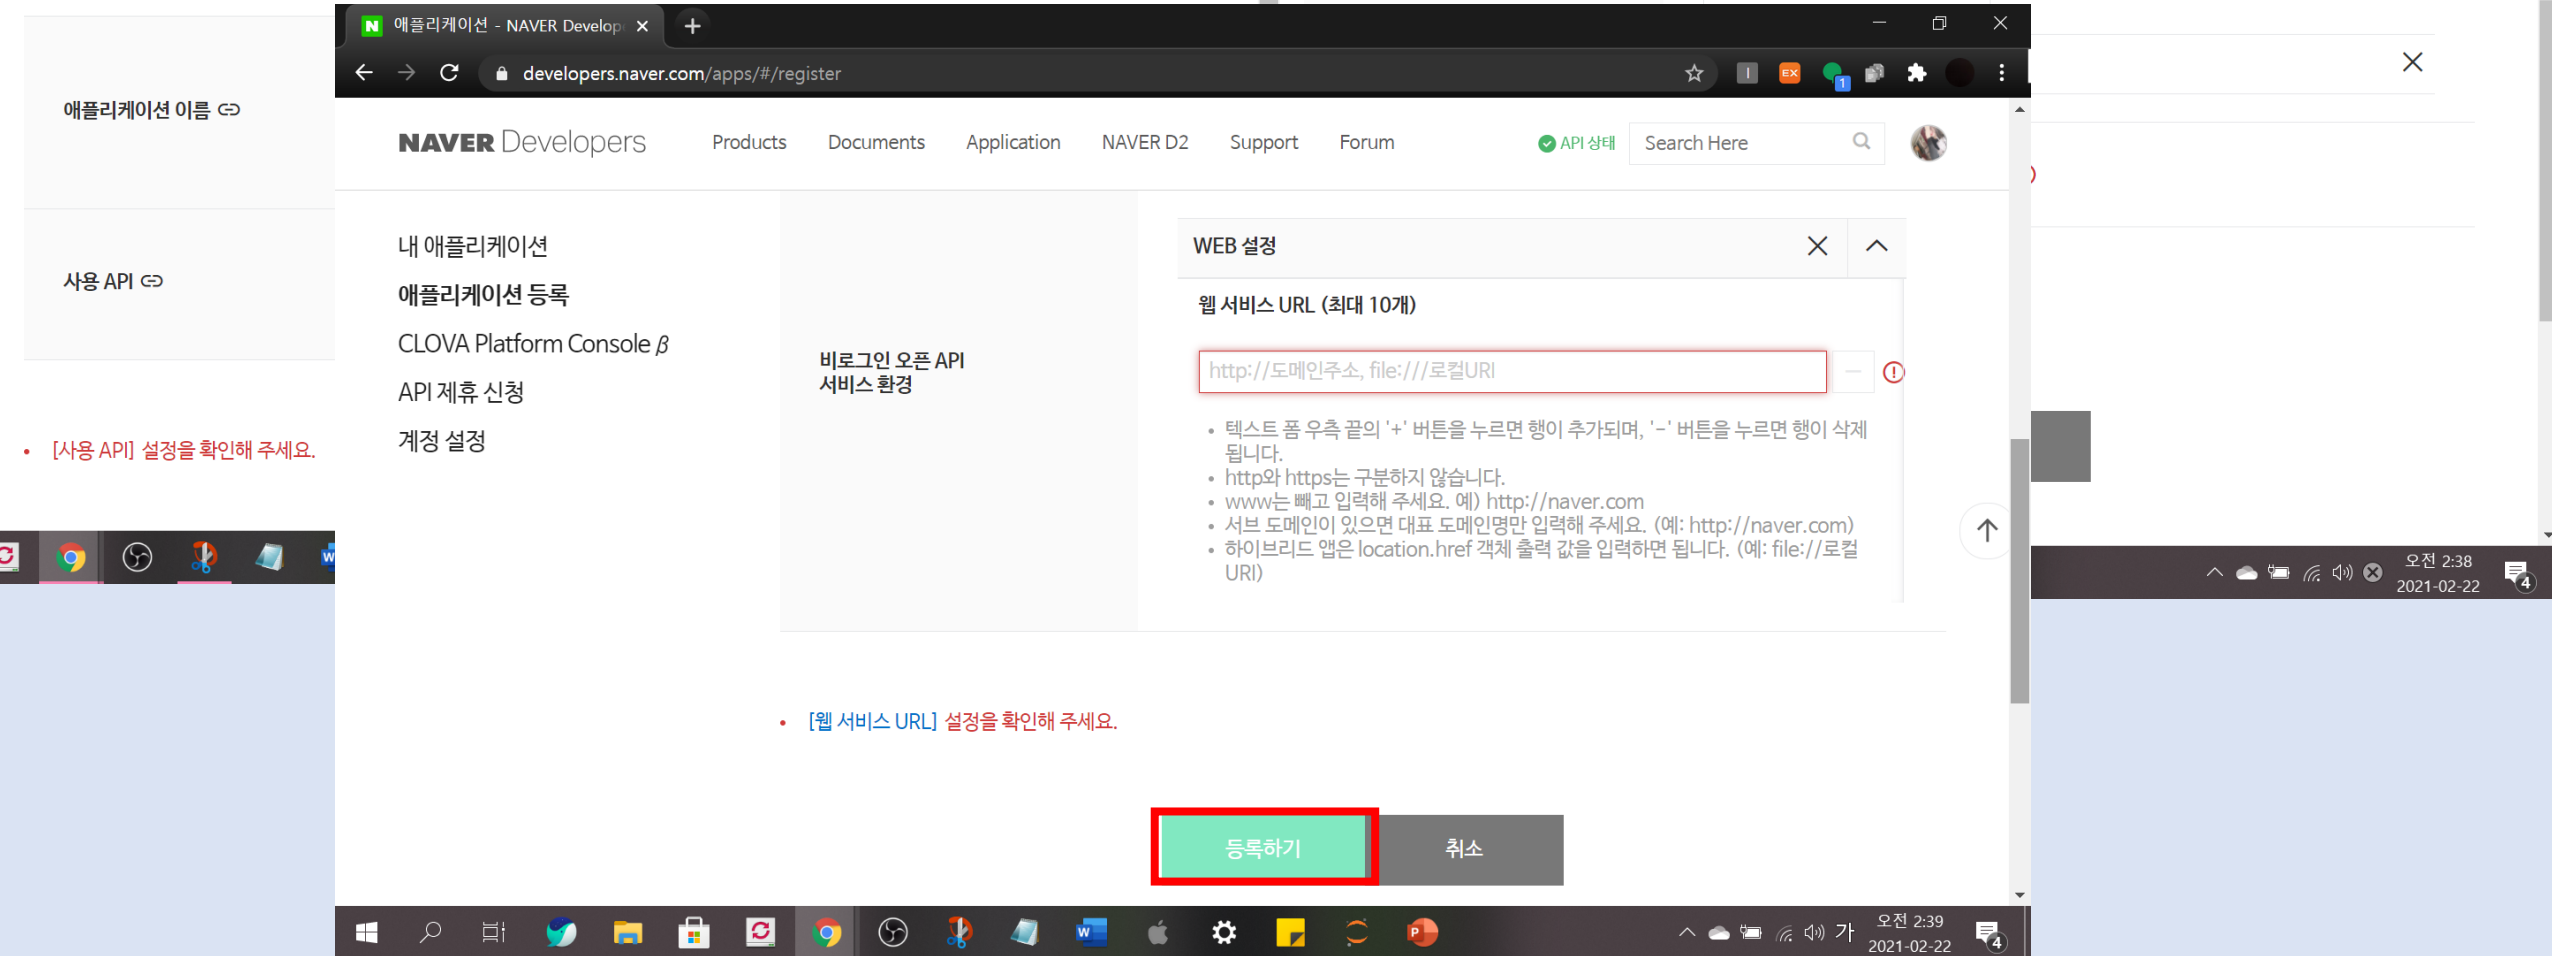 애플리케이션 이름
사용 API
[사용 API] 설정을 확인해 주세요.
애플리케이션 - NAVER Develop
developers.naver.com/apps/#/register
NAVER Developers
Products
Documents
Application
NAVER D2
Support
Forum
API 상태
Search Here
내 애플리케이션
애플리케이션 등록
CLOVA Platform Console β
API 제휴 신청
계정 설정
비로그인 오픈 API
서비스 환경
WEB 설정
웹 서비스 URL (최대 10개)
http://도메인주소, file:///로컬URI
텍스트 폼 우측 끝의 '+' 버튼을 누르면 행이 추가되며, '-' 버튼을 누르면 행이 삭제
됩니다.
http와 https는 구분하지 않습니다.
www는 빼고 입력해 주세요. 예) http://naver.com
서브 도메인이 있으면 대표 도메인명만 입력해 주세요. (예: http://naver.com)
하이브리드 앱은 location.href 객체 출력 값을 입력하면 됩니다. (예: file://로컬
URI)
[웹 서비스 URL] 설정을 확인해 주세요.
등록하기
취소
가
오전 2:39
2021-02-22
4
오전 2:38
2021-02-22
4